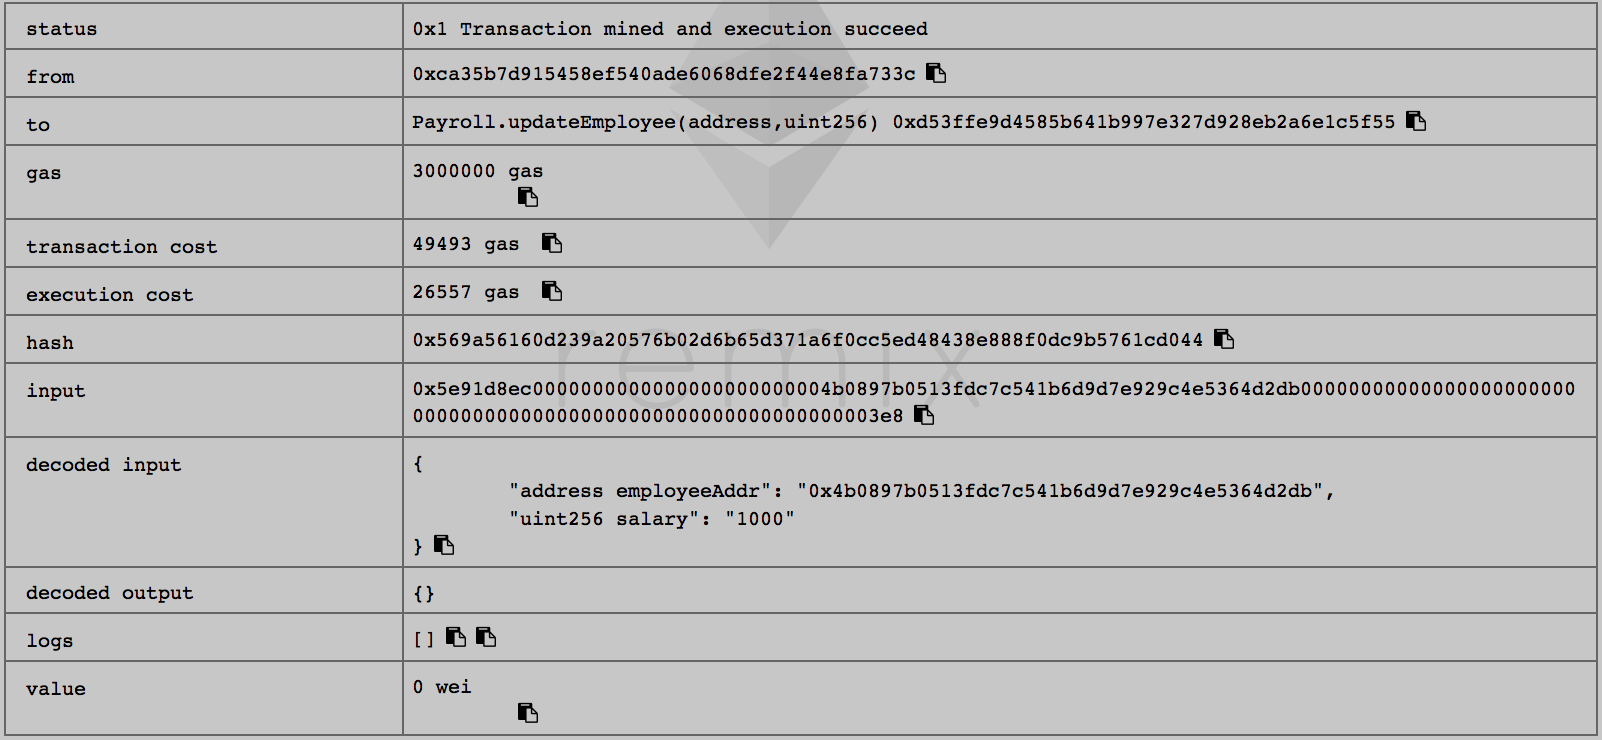 status 0x1 Transaction mined and execution succeed
from 0xca35b7d915458ef540ade6068dfe2f44e8fa733c
to Payroll.updateEmployee(address,uint256) 0xd53ffe9d4585b641b997e327d928eb2a6e1c5f55
gas 3000000 gas
transaction cost 49493 gas
execution cost 26557 gas
hash 0x569a56160d239a20576b02d6b65d371a6f0cc5ed48438e888f0dc9b5761cd044
input 0x5e91d8ec0000000000000000000000004b0897b0513fdc7c541b6d9d7e929c4e5364d2db00000000000000000000000
000000000000000000000000000000000000003e8
decoded input {
"address employeeAddr": "0x4b0897b0513fdc7c541b6d9d7e929c4e5364d2db",
"uint256 salary": "1000"
}
decoded output {}
logs []
value 0 wei
remix